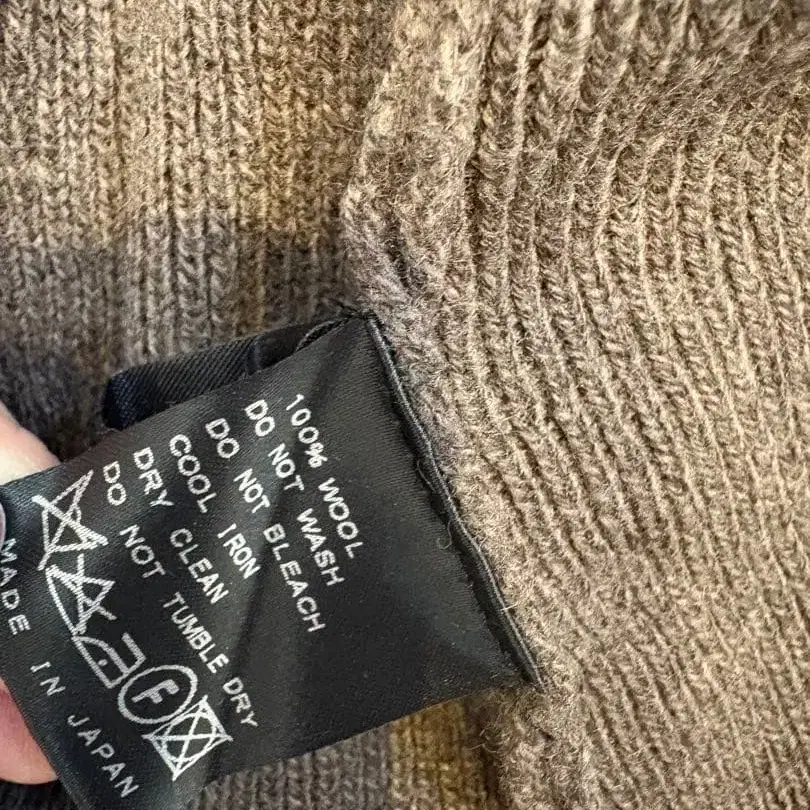 100% WOOL
DO NOT WASH
DO NOT BLEACH
COOL IRON
DRY CLEAN
DO NOT TUMBLE DRY
F
MADE IN JAPAN